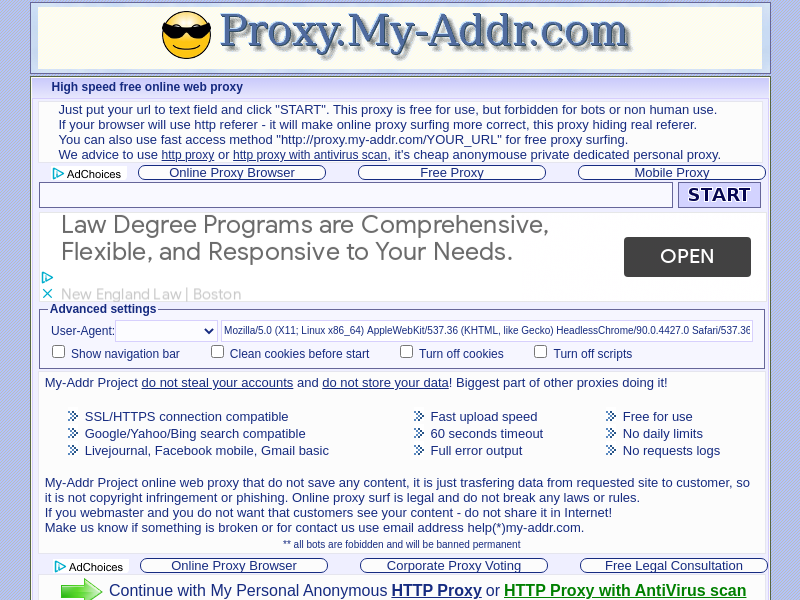 Proxy.My-Addr.com
High speed free online web proxy
Just put your url to text field and click "START". This proxy is free for use, but forbidden for bots or non human use.
If your browser will use http referer - it will make online proxy surfing more correct, this proxy hiding real referer.
You can also use fast access method "http://proxy.my-addr.com/YOUR_URL" for free proxy surfing.
We advice to use http proxy or http proxy with antivirus scan, it's cheap anonymouse private dedicated personal proxy.
AdChoices Online Proxy Browser Free Proxy Mobile Proxy
START
Law Degree Programs are Comprehensive,
Flexible, and Responsive to Your Needs.
OPEN
New England Law | Boston
Advanced settings
User-Agent: Mozilla/5.0 (X11; Linux x86_64) AppleWebKit/537.36 (KHTML, like Gecko) HeadlessChrome/90.0.4427.0 Safari/537.36
Show navigation bar Clean cookies before start Turn off cookies Turn off scripts
My-Addr Project do not steal your accounts and do not store your data! Biggest part of other proxies doing it!
SSL/HTTPS connection compatible Fast upload speed Free for use
Google/Yahoo/Bing search compatible 60 seconds timeout No daily limits
Livejournal, Facebook mobile, Gmail basic Full error output No requests logs
My-Addr Project online web proxy that do not save any content, it is just trasfering data from requested site to customer, so
it is not copyright infringement or phishing. Online proxy surf is legal and do not break any laws or rules.
If you webmaster and you do not want that customers see your content - do not share it in Internet!
Make us know if something is broken or for contact us use email address help(*)my-addr.com.
** all bots are fobidden and will be banned permanent
AdChoices Online Proxy Browser Corporate Proxy Voting Free Legal Consultation
Continue with My Personal Anonymous HTTP Proxy or HTTP Proxy with AntiVirus scan